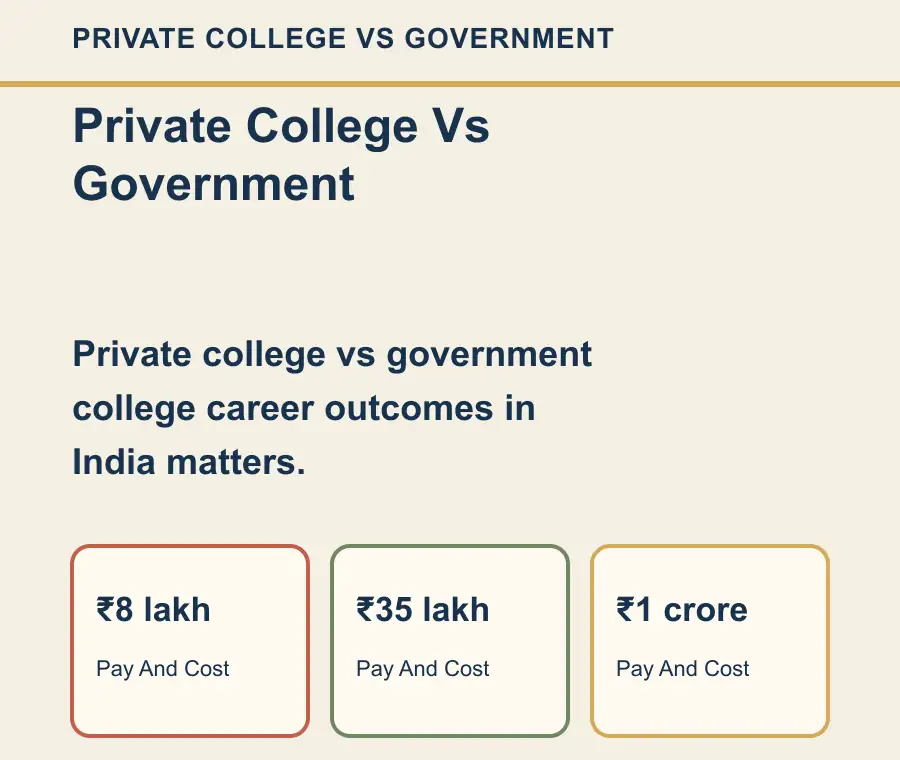 PRIVATE COLLEGE VS GOVERNMENT
Private College Vs
Government
Private college vs government
college career outcomes in
India matters.
₹8 lakh
Pay And Cost
₹35 lakh
Pay And Cost
₹1 crore
Pay And Cost